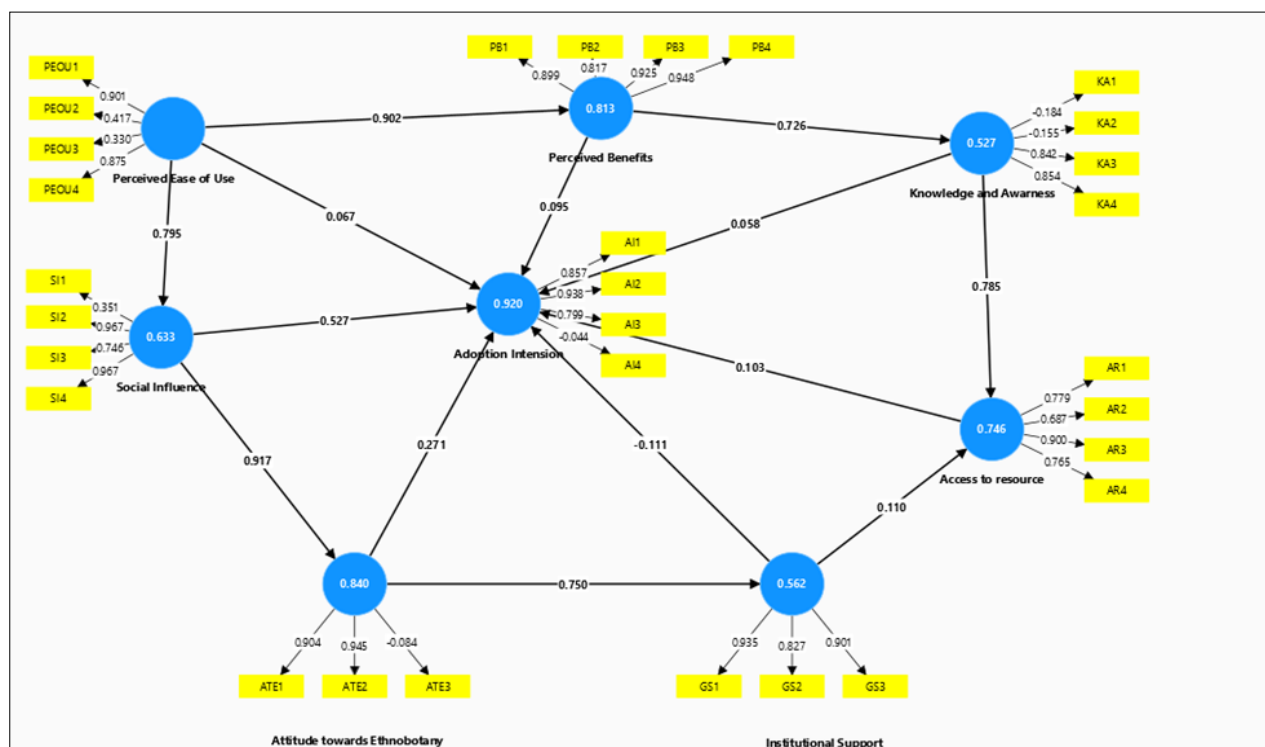 PB1
PB2
PB3
PB4
PEOU1
PEOU2
PEOU3
PEOU4
0.901
0.417
0.330
0.875
Perceived Ease of Use
0.899
0.817
0.925
0.948
0.813
Perceived Benefits
0.902
0.726
KA1
KA2
KA3
KA4
-0.184
-0.155
0.842
0.854
0.527
Knowledge and Awarness
0.795
0.067
0.095
0.058
0.785
SI1
SI2
SI3
SI4
0.351
0.967
0.746
0.967
0.633
Social Influence
0.527
AI1
AI2
AI3
AI4
0.857
0.938
0.799
-0.044
0.920
Adoption Intension
0.103
AR1
AR2
AR3
AR4
0.779
0.687
0.900
0.765
0.746
Access to resource
0.917
0.271
-0.111
0.110
0.840
0.750
0.562
0.904
0.945
-0.084
0.935
0.827
0.901
ATE1
ATE2
ATE3
GS1
GS2
GS3
Attitude towards Ethnobotany
Institutional Support